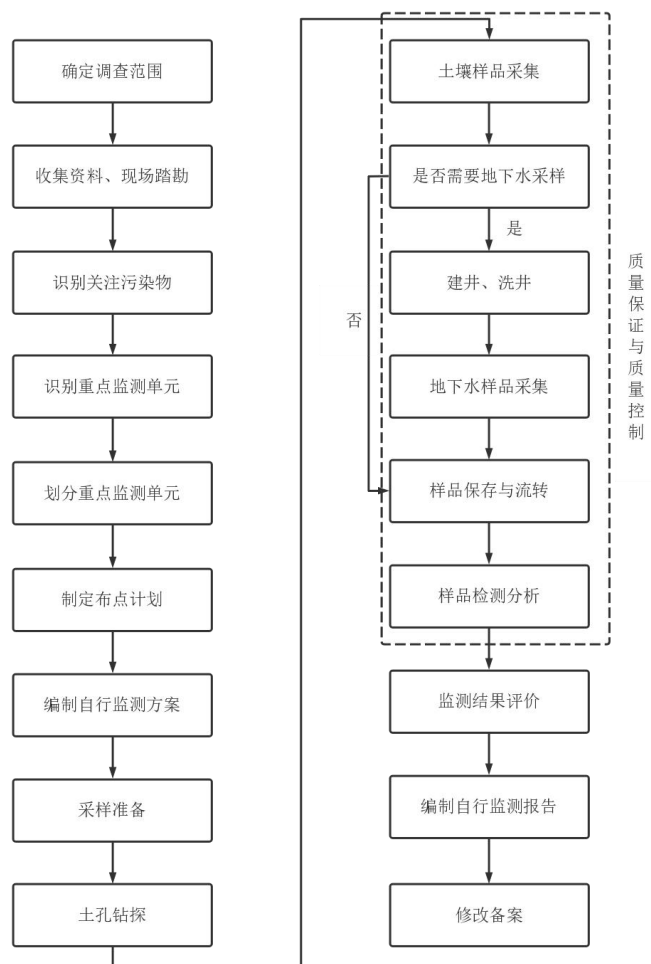 确定调查范围
收集资料、现场踏勘
识别关注污染物
识别重点监测单元
划分重点监测单元
制定布点计划
编制自行监测方案
采样准备
土孔钻探
土壤样品采集
是否需要地下水采样
是
否
建井、洗井
地下水样品采集
样品保存与流转
样品检测分析
质量保证与质量控制
监测结果评价
编制自行监测报告
修改备案